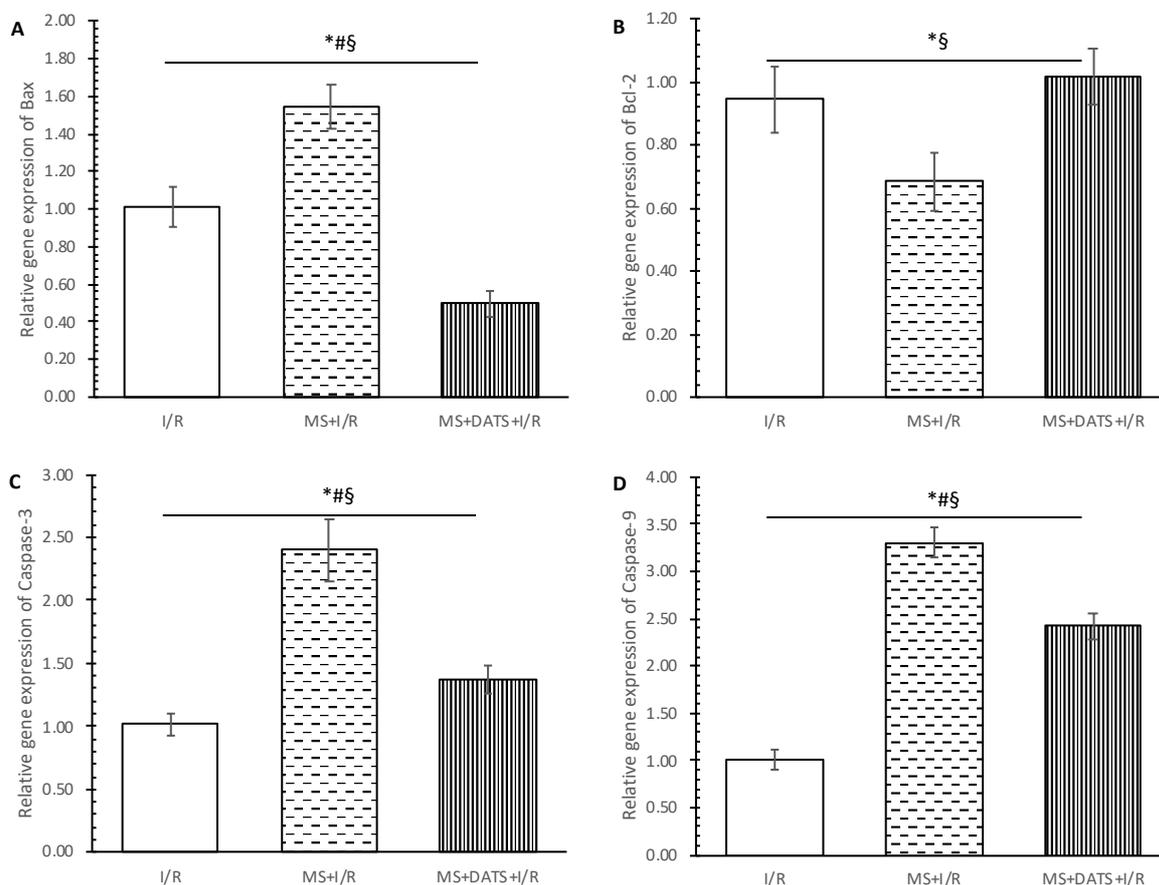 A
Relative gene expression of Bax
2.00
1.80
1.60
1.40
1.20
1.00
0.80
0.60
0.40
0.20
0.00
*#§
I/R
MS+I/R
MS+DATS+I/R
B
Relative gene expression of Bcl-2
1.20
1.00
0.80
0.60
0.40
0.20
0.00
*§
I/R
MS+I/R
MS+DATS+I/R
C
Relative gene expression of Caspase-3
3.00
2.50
2.00
1.50
1.00
0.50
0.00
*#§
I/R
MS+I/R
MS+DATS+I/R
D
Relative gene expression of Caspase-9
4.00
3.50
3.00
2.50
2.00
1.50
1.00
0.50
0.00
*#§
I/R
MS+I/R
MS+DATS+I/R